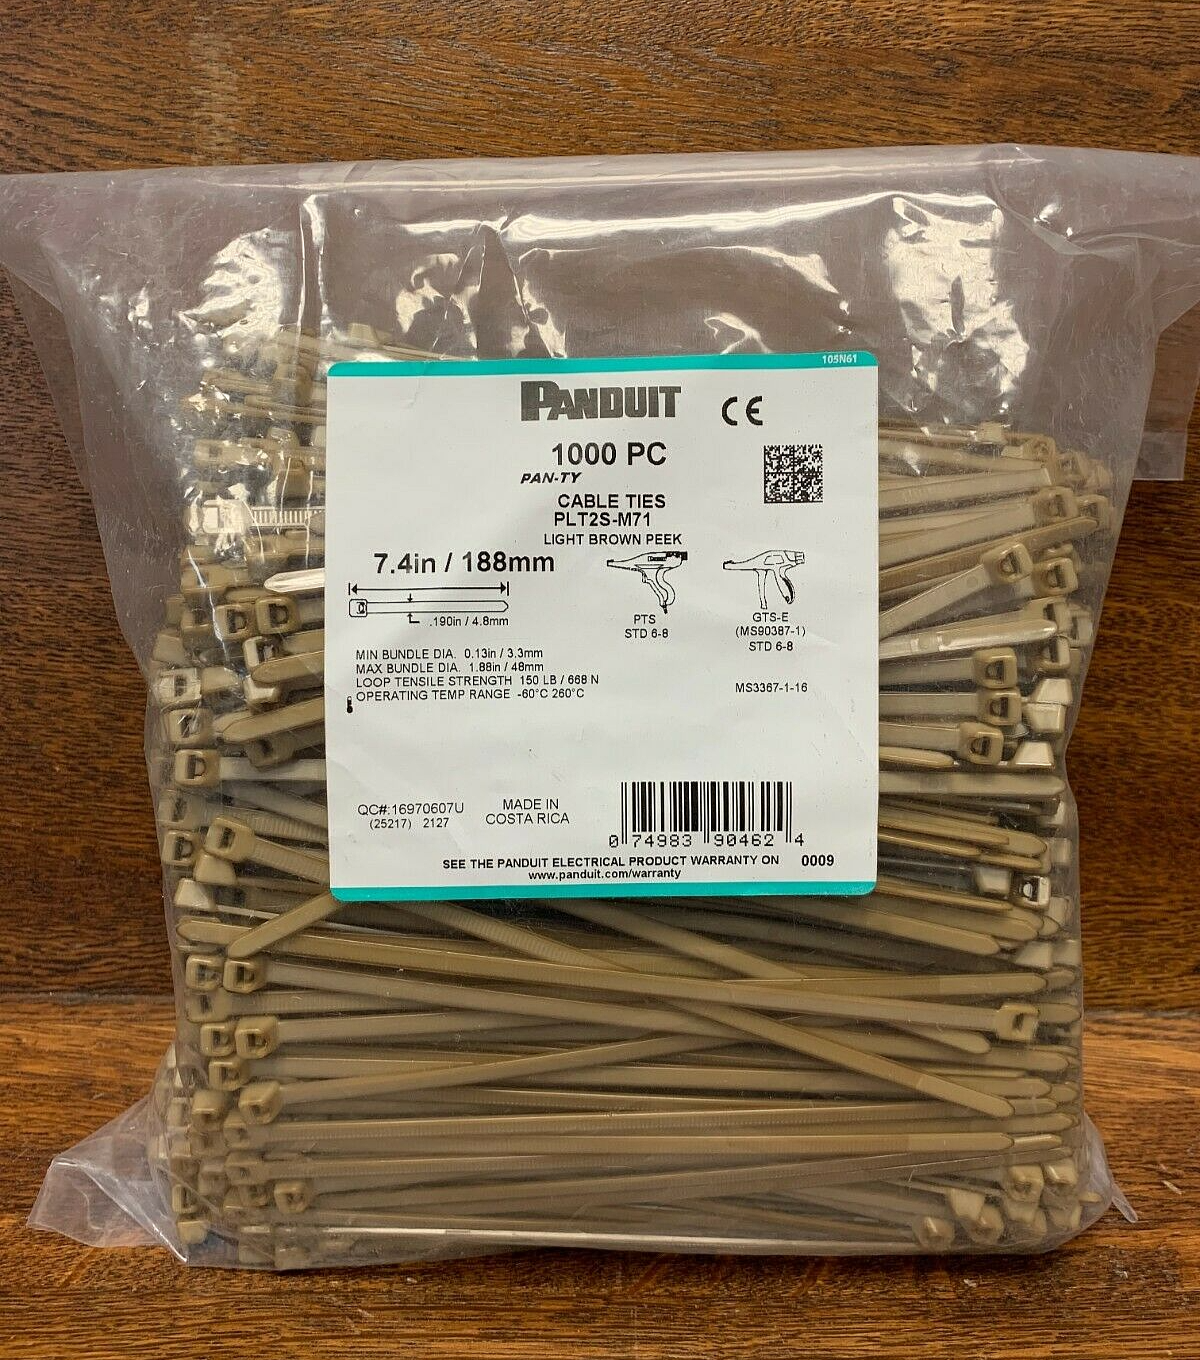 105N61
PANDUIT CE
1000 PC
PAN-TY
CABLE TIES
PLT2S-M71
LIGHT BROWN PEEK
7.4in / 188mm
.190in / 4.8mm
PTS
STD 6-8
GTS-E
(MS90387-1)
STD 6-8
MIN BUNDLE DIA. 0.13in / 3.3mm
MAX BUNDLE DIA. 1.88in / 48mm
LOOP TENSILE STRENGTH 150 LB / 668 N
OPERATING TEMP RANGE -60°C 260°C
MS3367-1-16
QC#:16970607U
(25217) 2127
MADE IN
COSTA RICA
0 74983 90462 4
SEE THE PANDUIT ELECTRICAL PRODUCT WARRANTY ON 0009
www.panduit.com/warranty